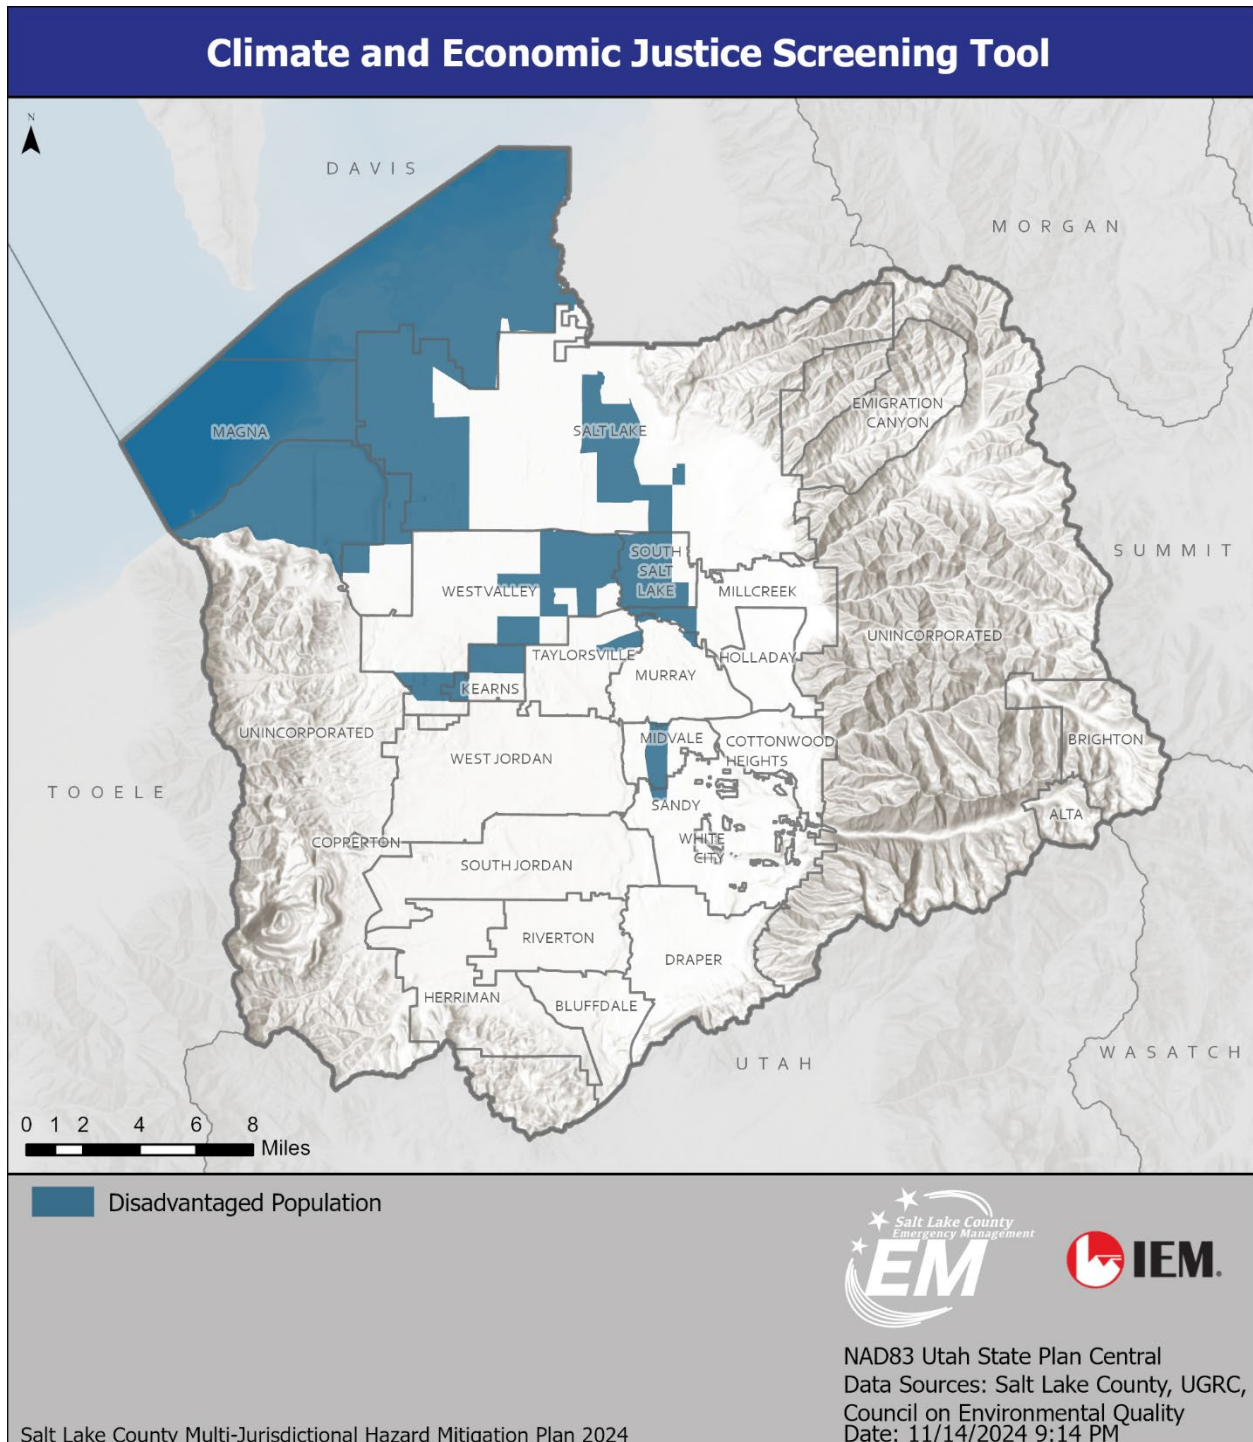 Climate and Economic Justice Screening Tool
N
DAVIS
MORGAN
EMIGRATION
CANYON
MAGNA
SALT LAKE
SUMMIT
SOUTH
SALT
LAKE
WEST VALLEY
MILLCREEK
UNINCORPORATED
TAYLORSVILLE
HOLLADAY
MURRAY
KEARNS
UNINCORPORATED
MIDVALE
COTTONWOOD
HEIGHTS
BRIGHTON
WEST JORDAN
TOOELE
SANDY
ALTA
COPPERTON
WHITE
CITY
SOUTH JORDAN
RIVERTON
DRAPER
HERRIMAN
BLUFFDALE
UTAH
WASATCH
0 1 2 4 6 8
Miles
Disadvantaged Population
Salt Lake County
Emergency Management
EM
IEM.
NAD83 Utah State Plan Central
Data Sources: Salt Lake County, UGRC,
Council on Environmental Quality
Date: 11/14/2024 9:14 PM
Salt Lake County Multi-Jurisdictional Hazard Mitigation Plan 2024